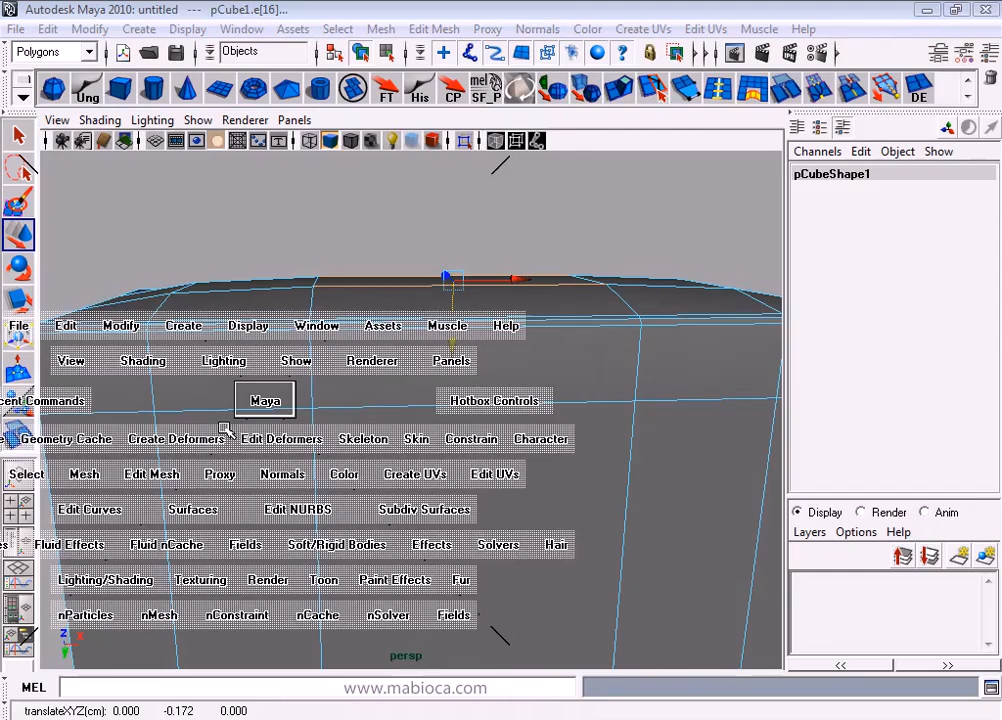 Autodesk Maya 2010: untitled --- pCube1.e[16]...
File Edit Modify Create Display Window Assets Select Mesh Edit Mesh Proxy Normals Color Create UVs Edit UVs Muscle Help
Polygons Objects
Ung FT His CP mel SF_P DE
View Shading Lighting Show Renderer Panels
Channels Edit Object Show
pCubeShape1
File Edit Modify Create Display Window Assets Muscle Help
View Shading Lighting Show Renderer Panels
cent Commands Maya Hotbox Controls
e Geometry Cache Create Deformers Edit Deformers Skeleton Skin Constrain Character
Select Mesh Edit Mesh Proxy Normals Color Create UVs Edit UVs
Edit Curves Surfaces Edit NURBS Subdiv Surfaces
es Fluid Effects Fluid nCache Fields Soft/Rigid Bodies Effects Solvers Hair
Lighting/Shading Texturing Render Toon Paint Effects Fur
nParticles nMesh nConstraint nCache nSolver Fields
Display Render Anim
Layers Options Help
z x
y
persp
<< >>
MEL www.mabioca.com
translateXYZ(cm): 0.000 -0.172 0.000